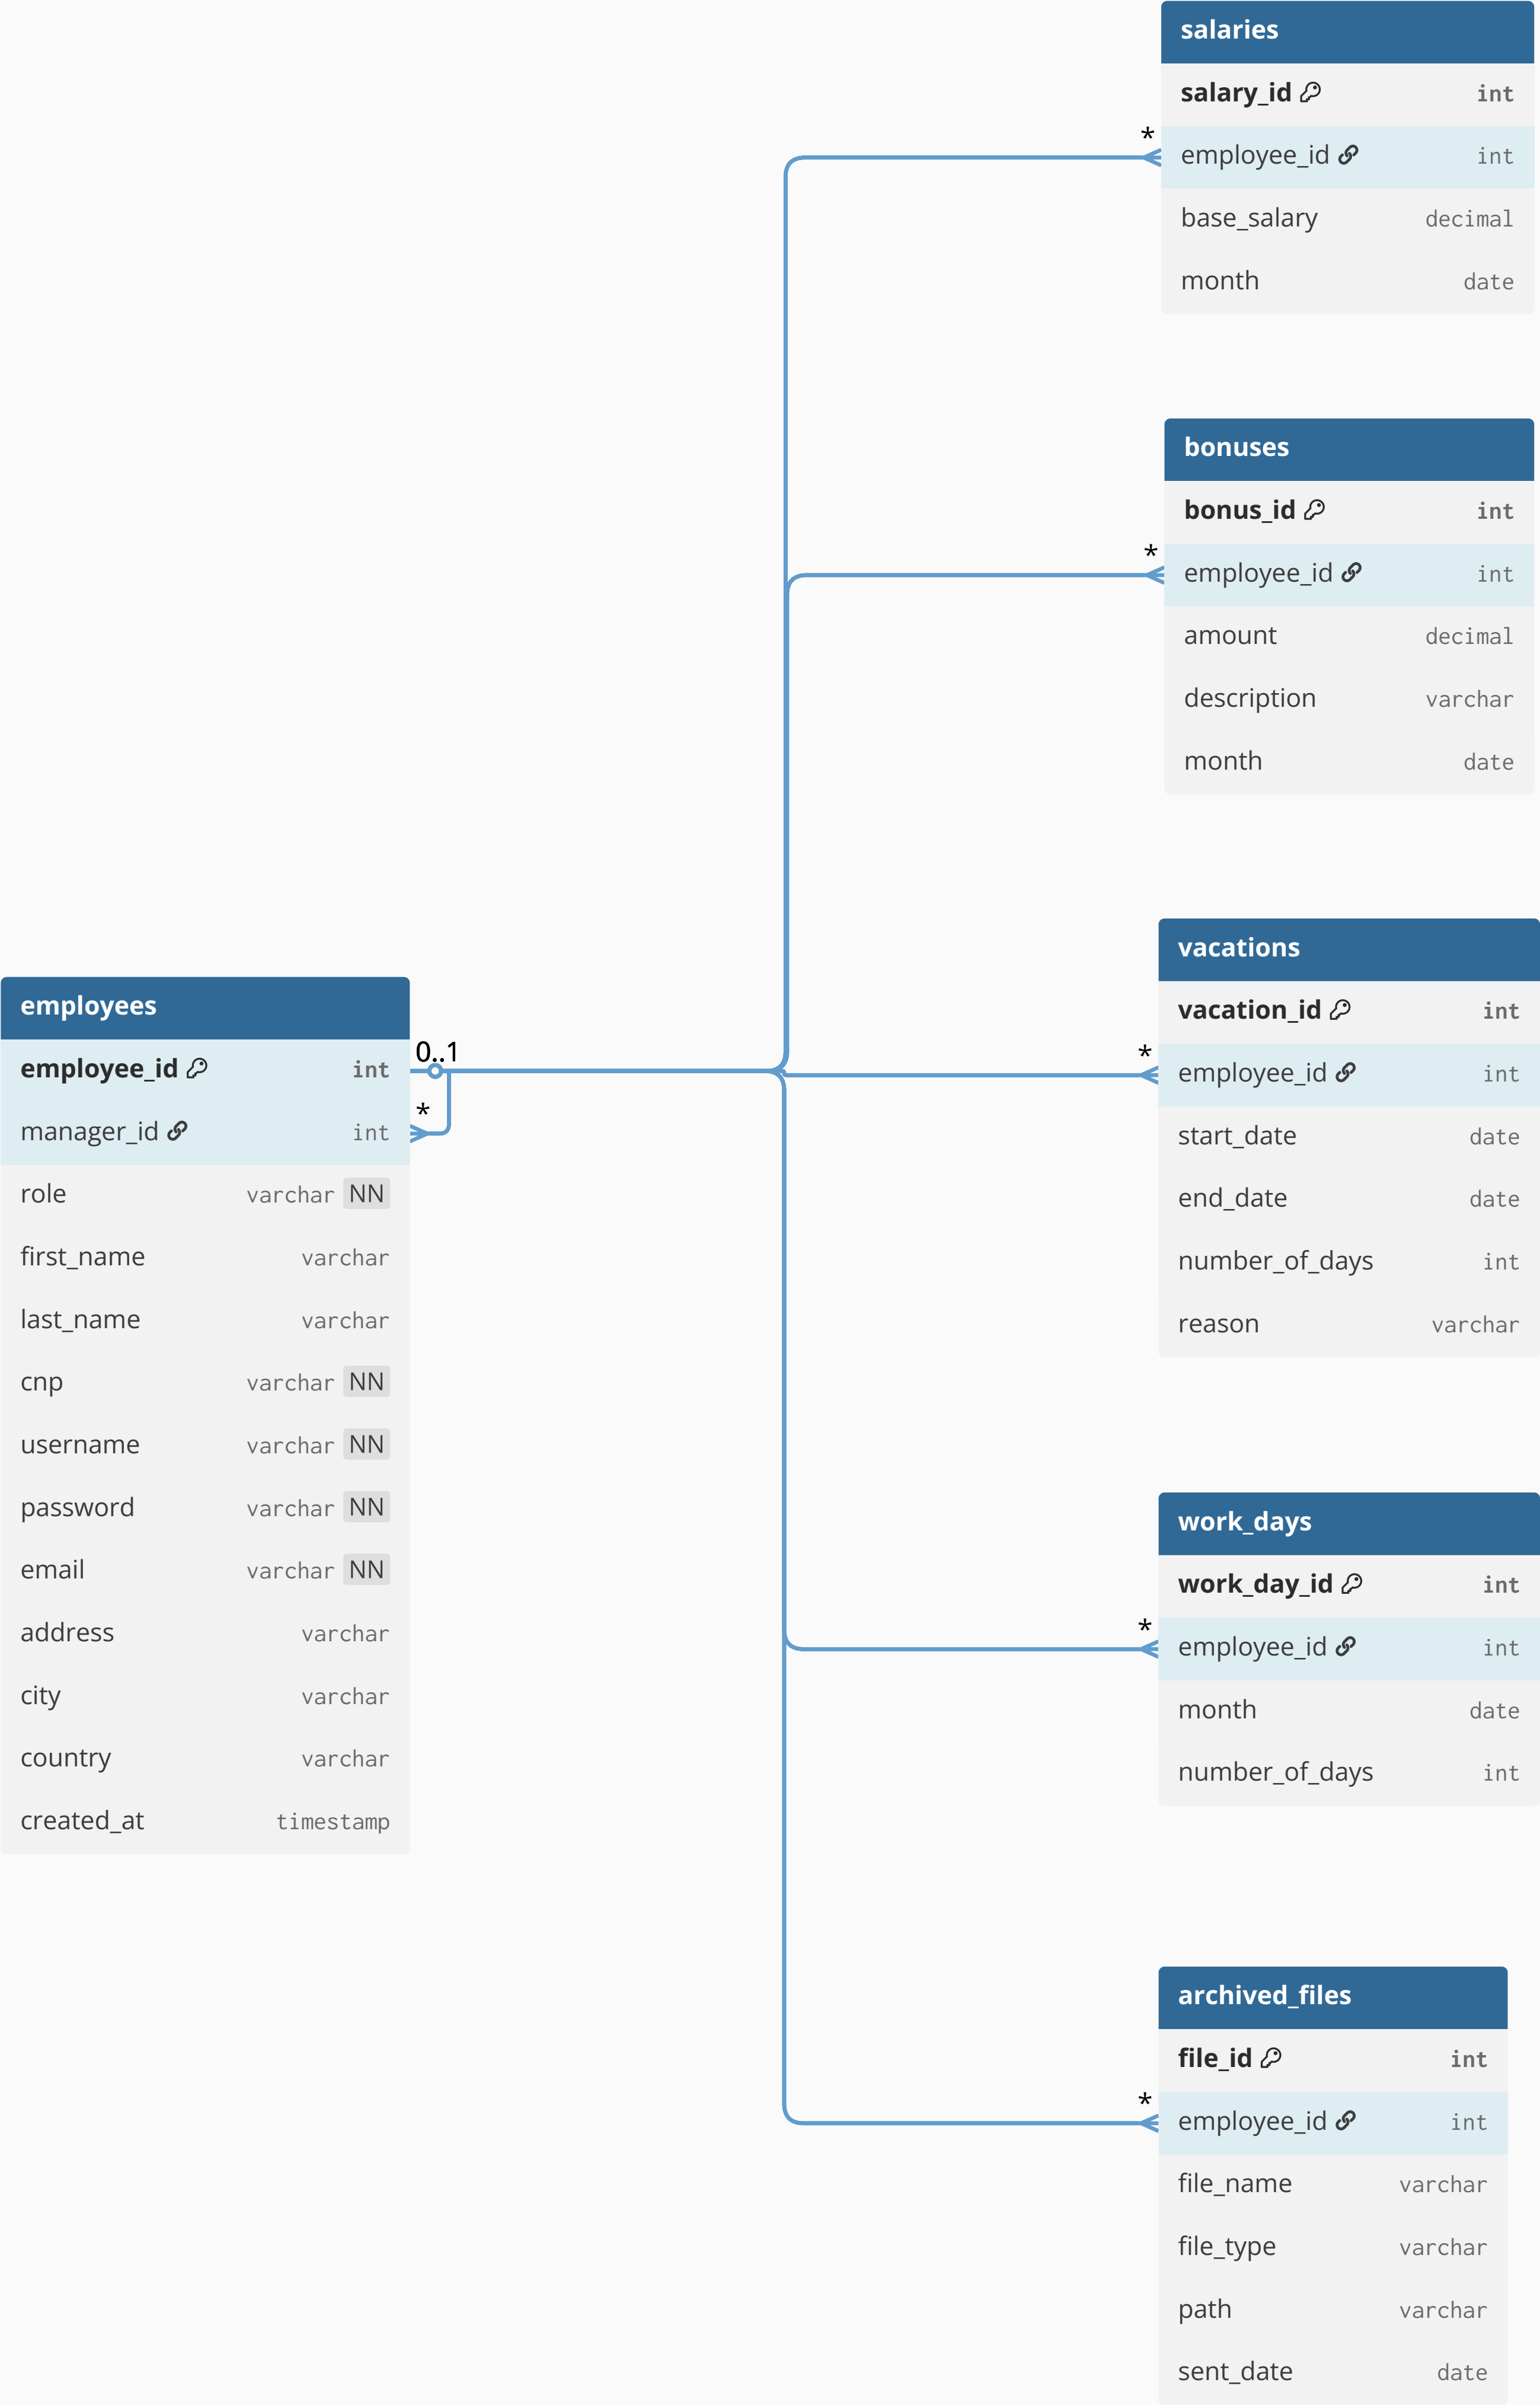 salaries
salary_id int
*
employee_id int
base_salary decimal
month date
bonuses
bonus_id int
*
employee_id int
amount decimal
description varchar
month date
vacations
vacation_id int
*
employee_id int
start_date date
end_date date
number_of_days int
reason varchar
employees
0..1
employee_id int
*
manager_id int
role varchar NN
first_name varchar
last_name varchar
cnp varchar NN
username varchar NN
password varchar NN
email varchar NN
address varchar
city varchar
country varchar
created_at timestamp
work_days
work_day_id int
*
employee_id int
month date
number_of_days int
archived_files
file_id int
*
employee_id int
file_name varchar
file_type varchar
path varchar
sent_date date